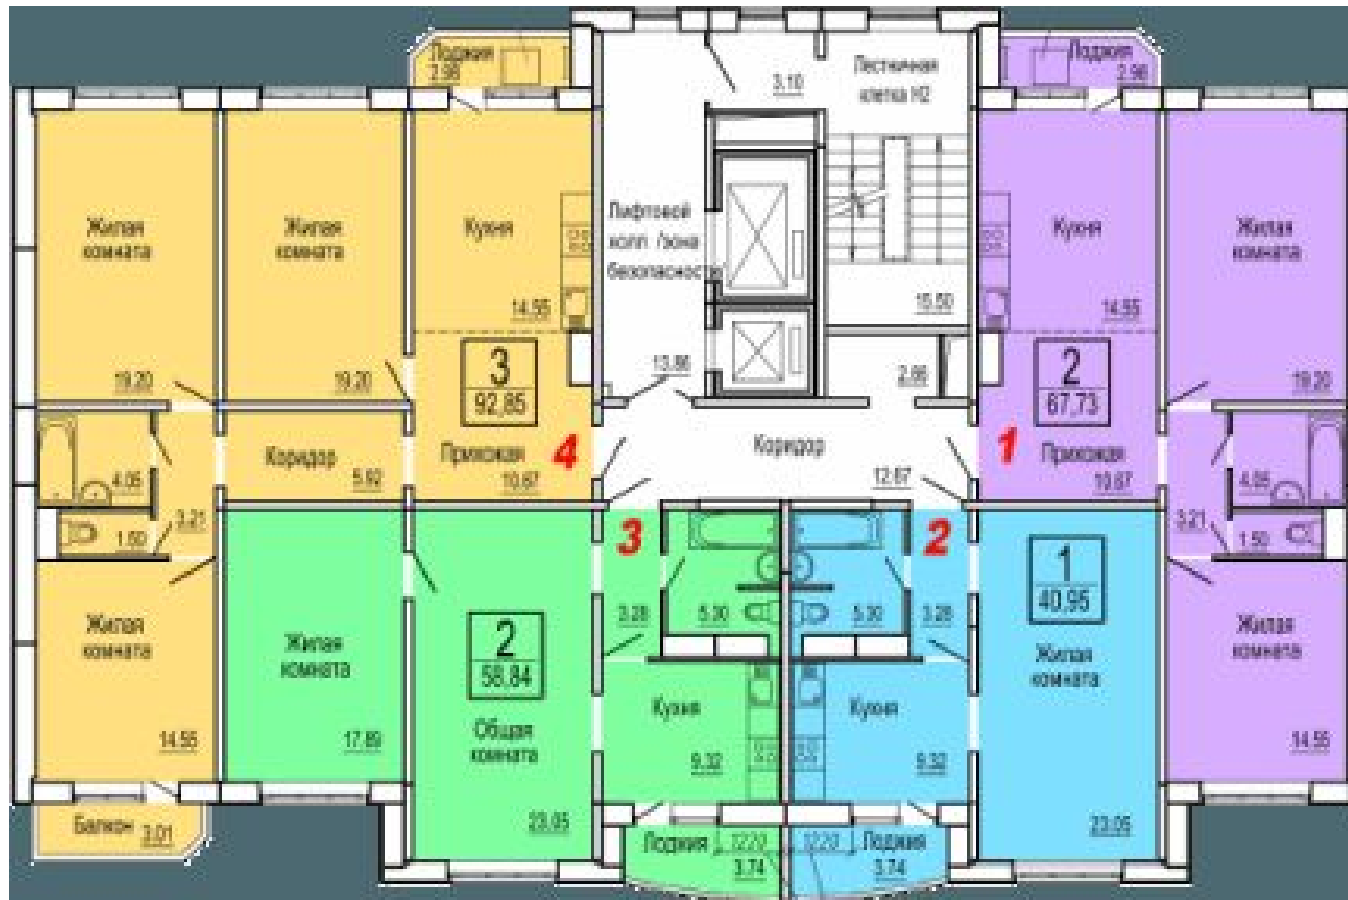 Лоджия
2.98
3.10
Лестничная
клетка Н2
Лоджия
2.98
Жилая
комната
19.20
Жилая
комната
19.20
Кухня
14.55
Лифтовой
холл /зона
безопасности
13.86
15.50
2.66
Кухня
14.55
Жилая
комната
19.20
3
92,85
2
67,73
4.05
Коридор
5.92
Прихожая
10.67
4
Коридор
12.67
1
Прихожая
10.67
4.05
1.50
3.21
3
2
3.21
1.50
Жилая
комната
14.55
Жилая
комната
17.89
2
58,84
Общая
комната
23.05
3.28
5.30
5.30
3.28
1
40,95
Жилая
комната
23.05
Жилая
комната
14.55
Кухня
9.32
Кухня
9.32
Балкон 3.01
Лоджия 1220
3.74
1220 Лоджия
3.74